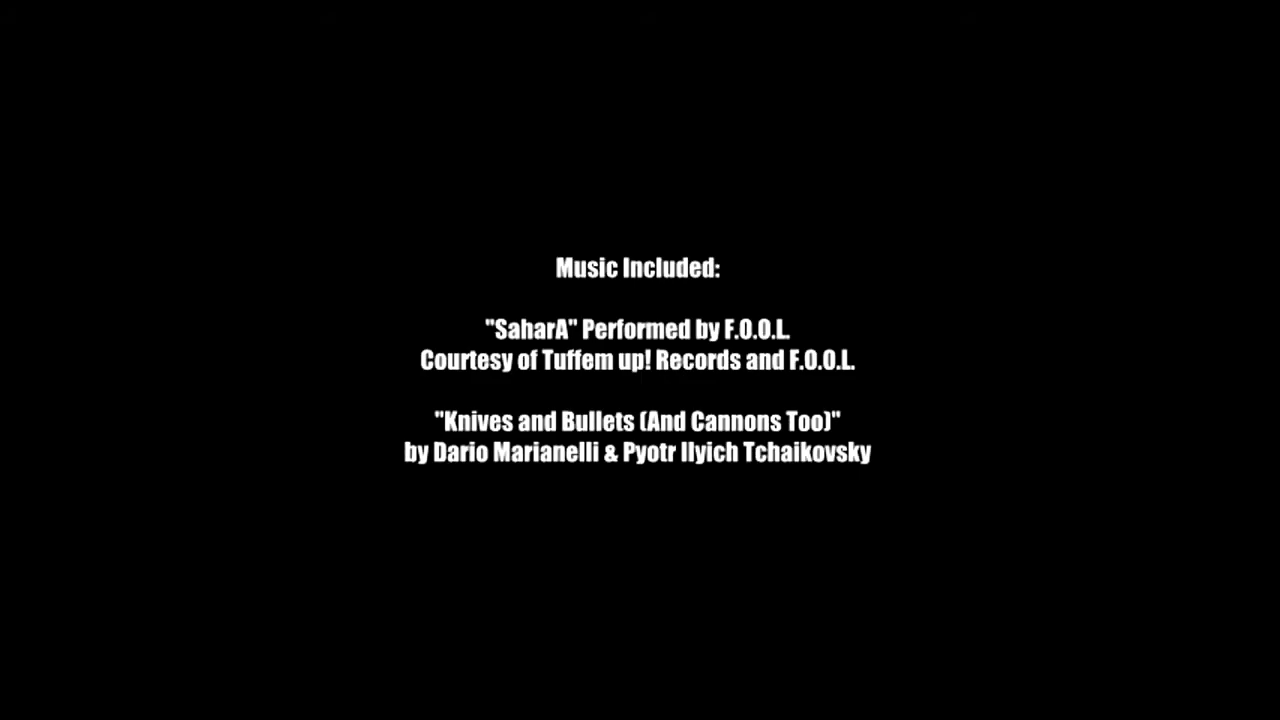 Music Included:
"SaharA" Performed by F.O.O.L.
Courtesy of Tuffem up! Records and F.O.O.L.
"Knives and Bullets (And Cannons Too)"
by Dario Marianelli & Pyotr Ilyich Tchaikovsky